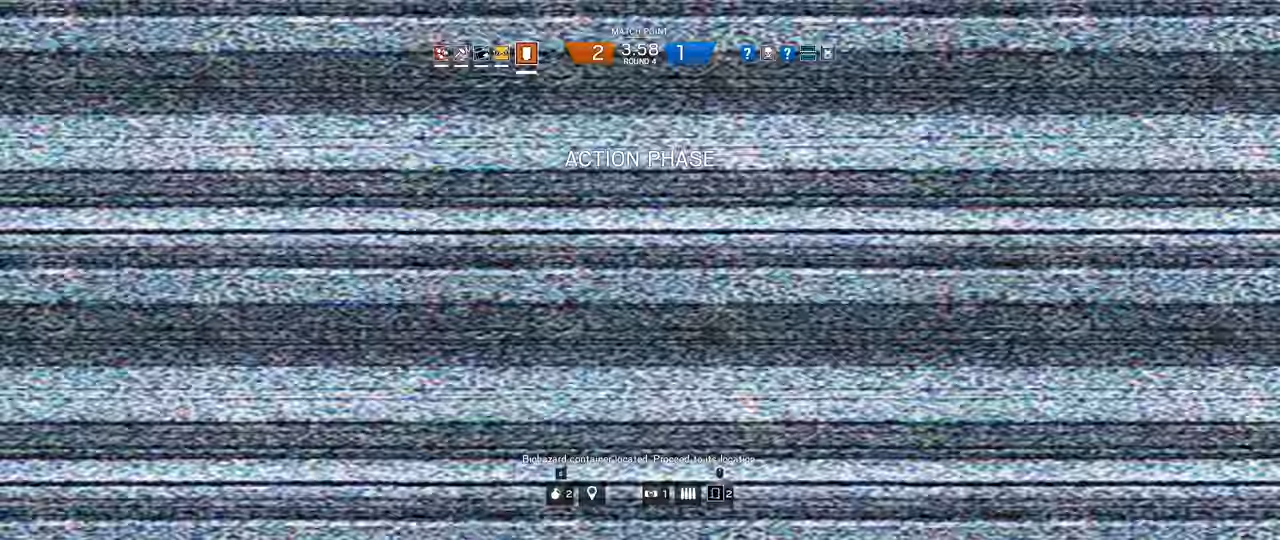 MATCH POINT
2 3:58 1
ROUND 4
? ?
ACTION PHASE
Biohazard container located. Proceed to its location.
2 1 2